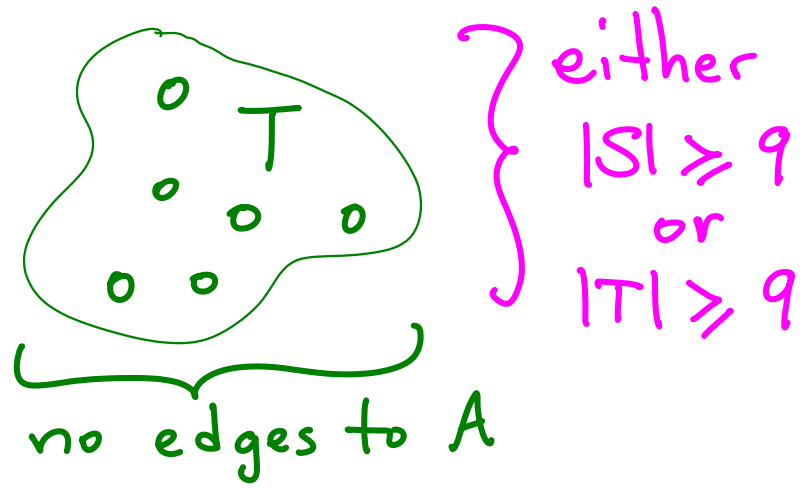 T
either
|S| ⩾ 9
or
|T| ⩾ 9
no edges to A